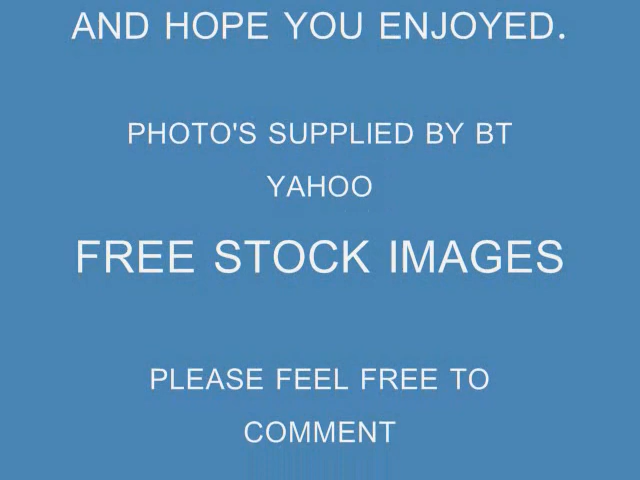 AND HOPE YOU ENJOYED.
PHOTO'S SUPPLIED BY BT
YAHOO
FREE STOCK IMAGES
PLEASE FEEL FREE TO
COMMENT